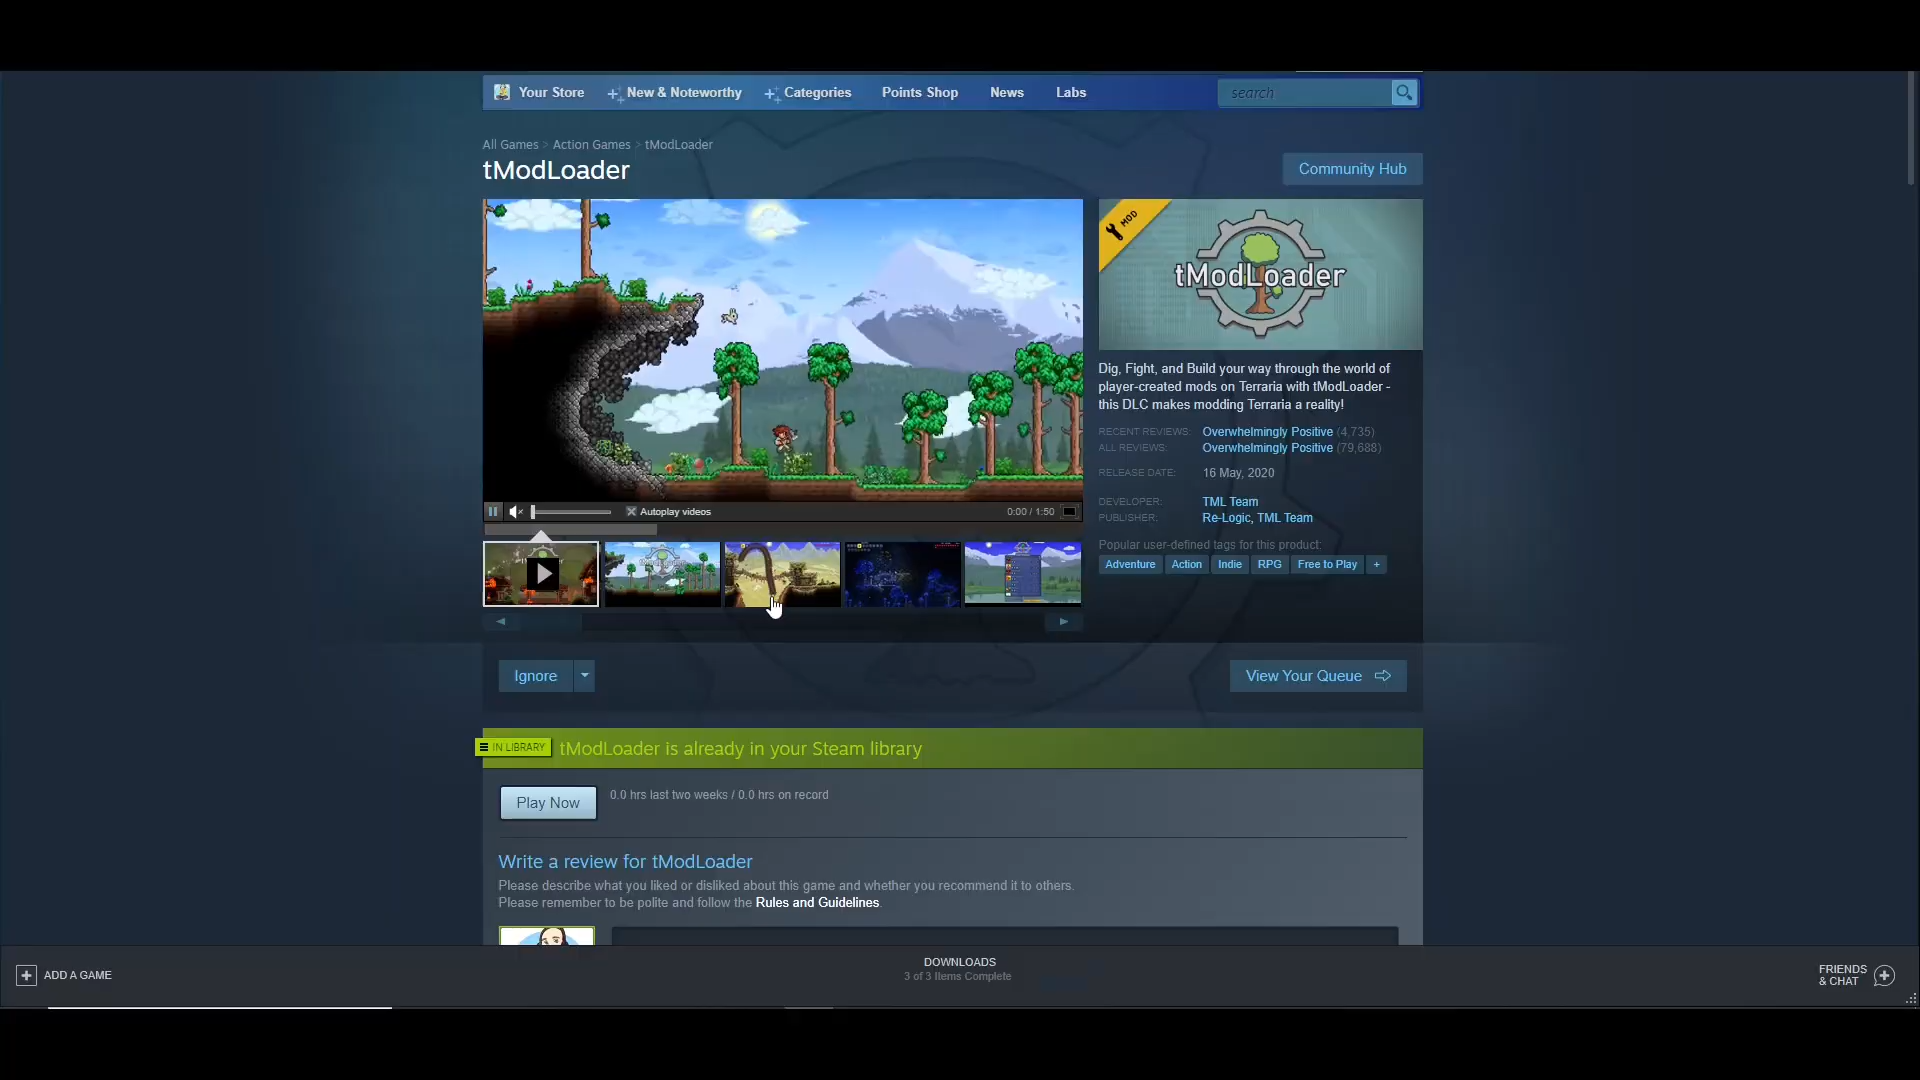 Your Store
New & Noteworthy
Categories
Points Shop
News
Labs
search
All Games > Action Games > tModLoader
tModLoader
Community Hub
MOD
tModLoader
Dig, Fight, and Build your way through the world of
player-created mods on Terraria with tModLoader -
this DLC makes modding Terraria a reality!
RECENT REVIEWS: Overwhelmingly Positive (4,735)
ALL REVIEWS: Overwhelmingly Positive (79,688)
RELEASE DATE: 16 May, 2020
DEVELOPER: TML Team
PUBLISHER: Re-Logic, TML Team
Popular user-defined tags for this product:
Adventure Action Indie RPG Free to Play +
Autoplay videos
0:00 / 1:50
Ignore
View Your Queue
IN LIBRARY
tModLoader is already in your Steam library
Play Now
0.0 hrs last two weeks / 0.0 hrs on record
Write a review for tModLoader
Please describe what you liked or disliked about this game and whether you recommend it to others.
Please remember to be polite and follow the Rules and Guidelines.
ADD A GAME
DOWNLOADS
3 of 3 Items Complete
FRIENDS
& CHAT